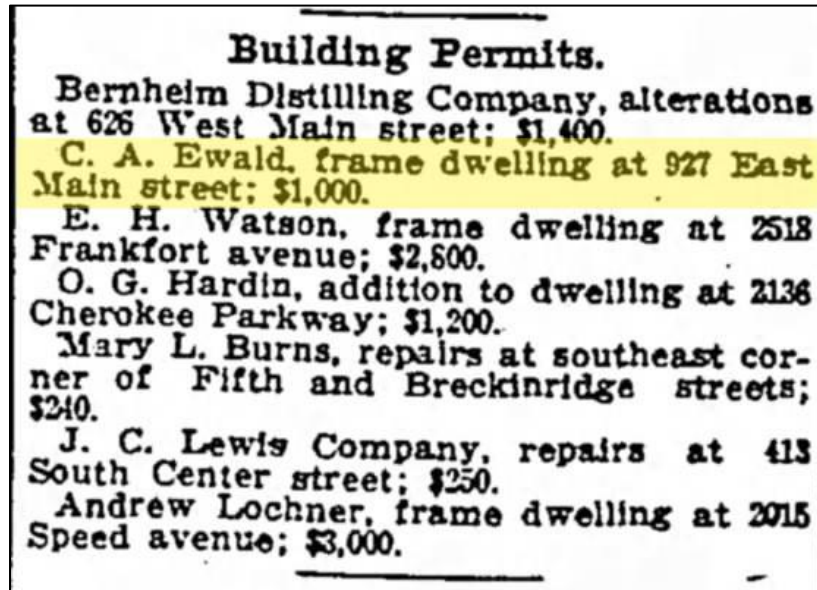 Building Permits.
Bernheim Distilling Company, alterations
at 626 West Main street; $1,400.
C. A. Ewald, frame dwelling at 927 East
Main street; $1,000.
E. H. Watson, frame dwelling at 2518
Frankfort avenue; $2,800.
O. G. Hardin, addition to dwelling at 2136
Cherokee Parkway; $1,200.
Mary L. Burns, repairs at southeast cor-
ner of Fifth and Breckinridge streets;
$240.
J. C. Lewis Company, repairs at 413
South Center street; $250.
Andrew Lochner, frame dwelling at 2015
Speed avenue; $3,000.